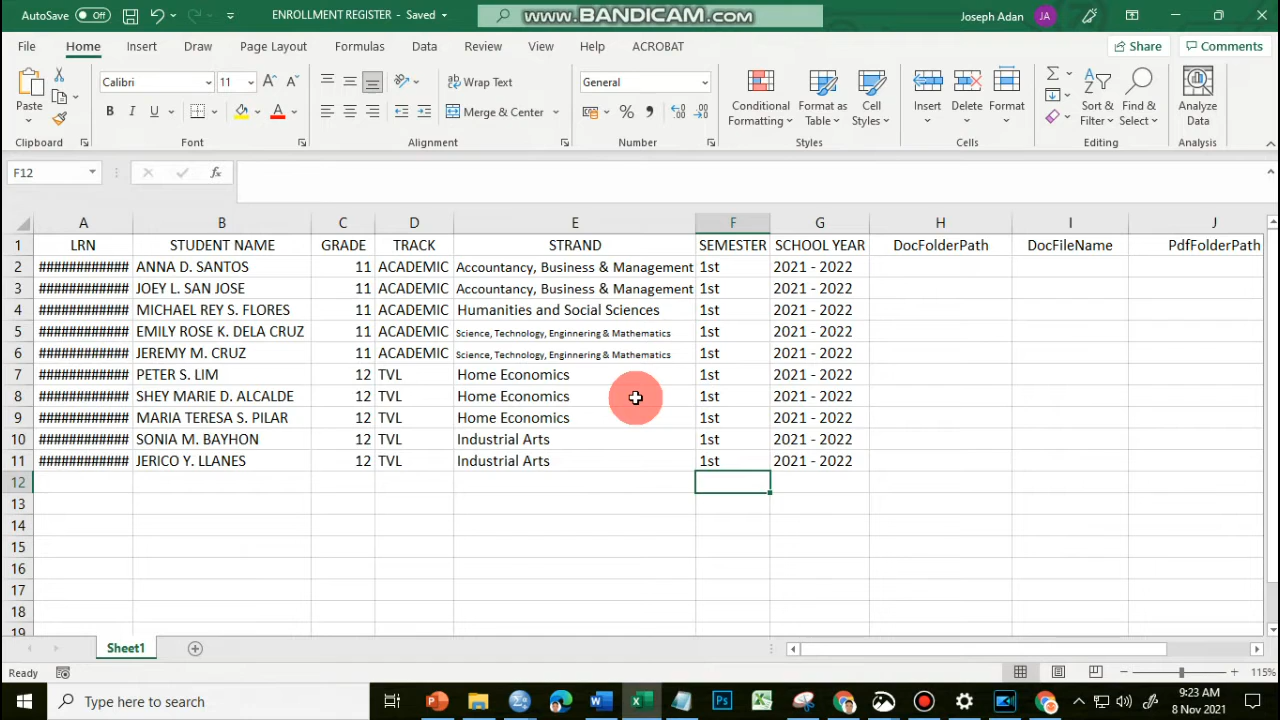 AutoSave Off ENROLLMENT REGISTER - Saved www.BANDICAM.com Joseph Adan JA
File Home Insert Draw Page Layout Formulas Data Review View Help ACROBAT Share Comments
Calibri 11 Wrap Text General
Paste B I U Merge & Center % Conditional Formatting Format as Table Cell Styles Insert Delete Format Sort & Filter Find & Select Analyze Data
Clipboard Font Alignment Number Styles Cells Editing Analysis
F12 fx
A B C D E F G H I J
1 LRN STUDENT NAME GRADE TRACK STRAND SEMESTER SCHOOL YEAR DocFolderPath DocFileName PdfFolderPath
2 ############ ANNA D. SANTOS 11 ACADEMIC Accountancy, Business & Management 1st 2021 - 2022
3 ############ JOEY L. SAN JOSE 11 ACADEMIC Accountancy, Business & Management 1st 2021 - 2022
4 ############ MICHAEL REY S. FLORES 11 ACADEMIC Humanities and Social Sciences 1st 2021 - 2022
5 ############ EMILY ROSE K. DELA CRUZ 11 ACADEMIC Science, Technology, Enginnering & Mathematics 1st 2021 - 2022
6 ############ JEREMY M. CRUZ 11 ACADEMIC Science, Technology, Enginnering & Mathematics 1st 2021 - 2022
7 ############ PETER S. LIM 12 TVL Home Economics 1st 2021 - 2022
8 ############ SHEY MARIE D. ALCALDE 12 TVL Home Economics 1st 2021 - 2022
9 ############ MARIA TERESA S. PILAR 12 TVL Home Economics 1st 2021 - 2022
10 ############ SONIA M. BAYHON 12 TVL Industrial Arts 1st 2021 - 2022
11 ############ JERICO Y. LLANES 12 TVL Industrial Arts 1st 2021 - 2022
12
13
14
15
16
17
18
19
Sheet1
Ready 115%
Type here to search 9:23 AM
8 Nov 2021